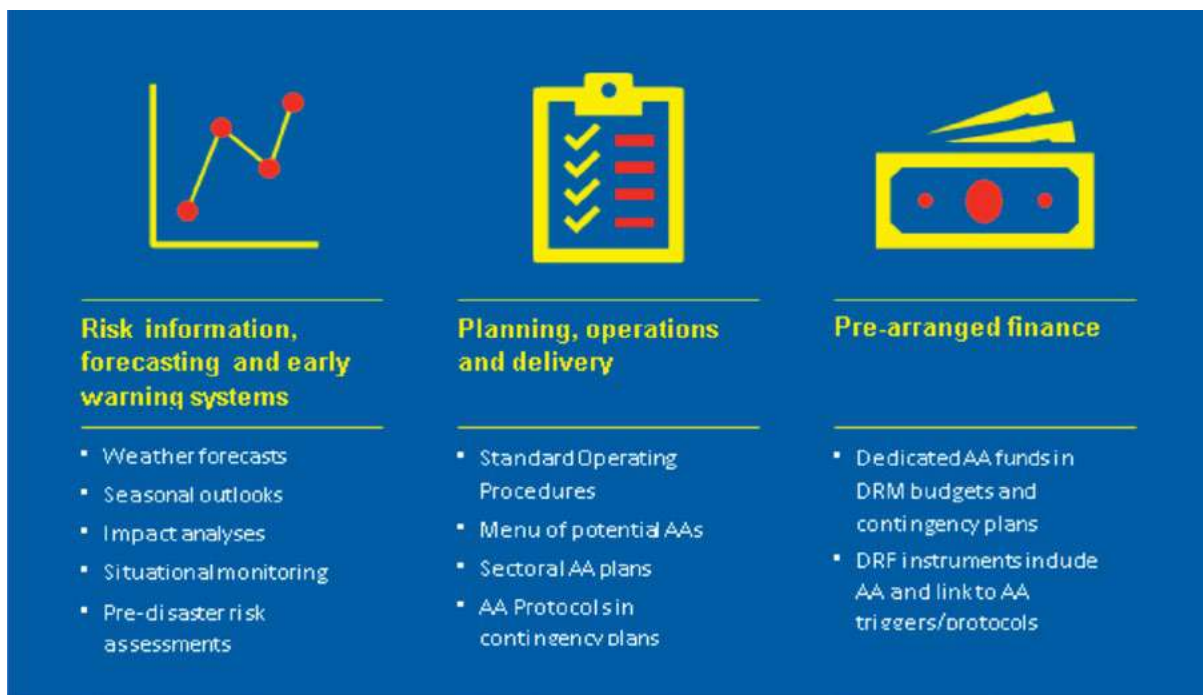 Risk information,
forecasting and early
warning systems
▪ Weather forecasts
▪ Seasonal outlooks
▪ Impact analyses
▪ Situational monitoring
▪ Pre-disaster risk
assessments
Planning, operations
and delivery
▪ Standard Operating
Procedures
▪ Menu of potential AAs
▪ Sectoral AA plans
▪ AA Protocols in
contingency plans
Pre-arranged finance
▪ Dedicated AA funds in
DRM budgets and
contingency plans
▪ DRF instruments include
AA and link to AA
triggers/protocols